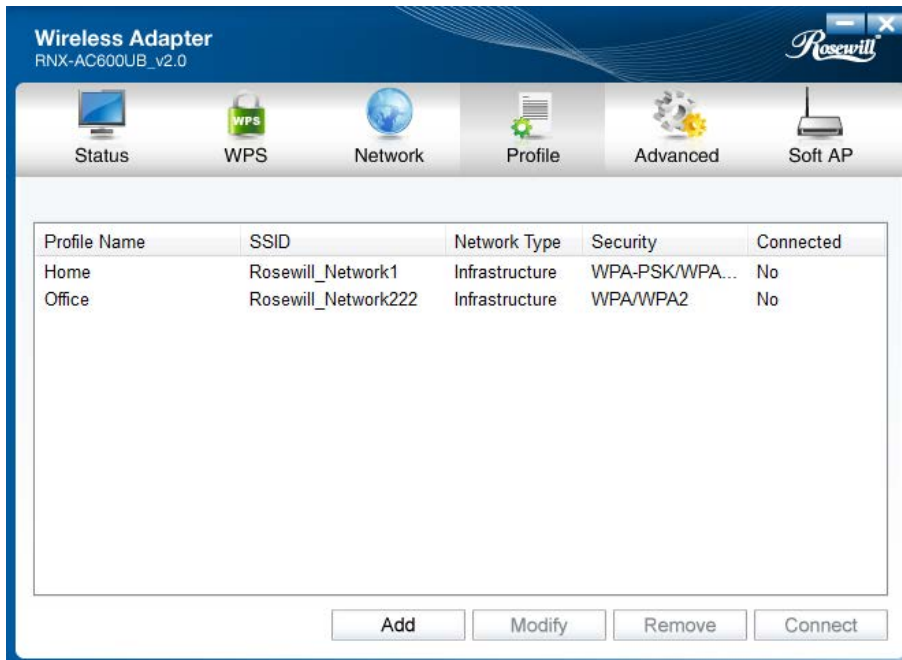 Wireless Adapter
RNX-AC600UB_v2.0
Rosewill
WPS
Status WPS Network Profile Advanced Soft AP
Profile Name SSID Network Type Security Connected
Home Rosewill_Network1 Infrastructure WPA-PSK/WPA... No
Office Rosewill_Network222 Infrastructure WPA/WPA2 No
Add Modify Remove Connect